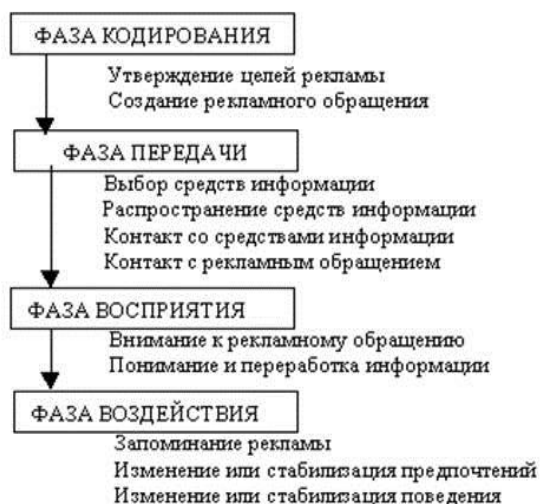 ФАЗА КОДИРОВАНИЯ
Утверждение целей рекламы
Создание рекламного обращения
ФАЗА ПЕРЕДАЧИ
Выбор средств информации
Распространение средств информации
Контакт со средствами информации
Контакт с рекламным обращением
ФАЗА ВОСПРИЯТИЯ
Внимание к рекламному обращению
Понимание и переработка информации
ФАЗА ВОЗДЕЙСТВИЯ
Запоминание рекламы
Изменение или стабилизация предпочтений
Изменение или стабилизация поведения